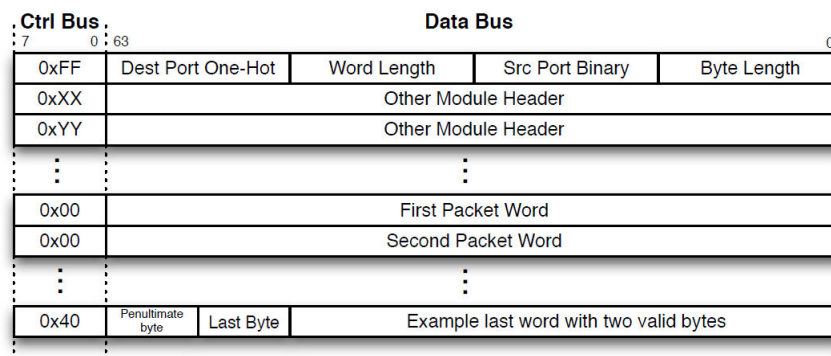 Ctrl Bus Data Bus
7 0 63 0
0xFF Dest Port One-Hot Word Length Src Port Binary Byte Length
0xXX Other Module Header
0xYY Other Module Header
0x00 First Packet Word
0x00 Second Packet Word
0x40 Penultimate byte Last Byte Example last word with two valid bytes